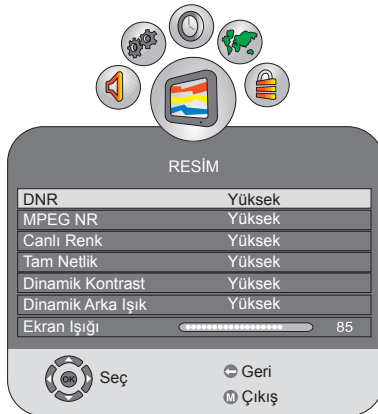 RESİM
DNR Yüksek
MPEG NR Yüksek
Canlı Renk Yüksek
Tam Netlik Yüksek
Dinamik Kontrast Yüksek
Dinamik Arka Işık Yüksek
Ekran Işığı 85
OK Seç
Geri
M Çıkış